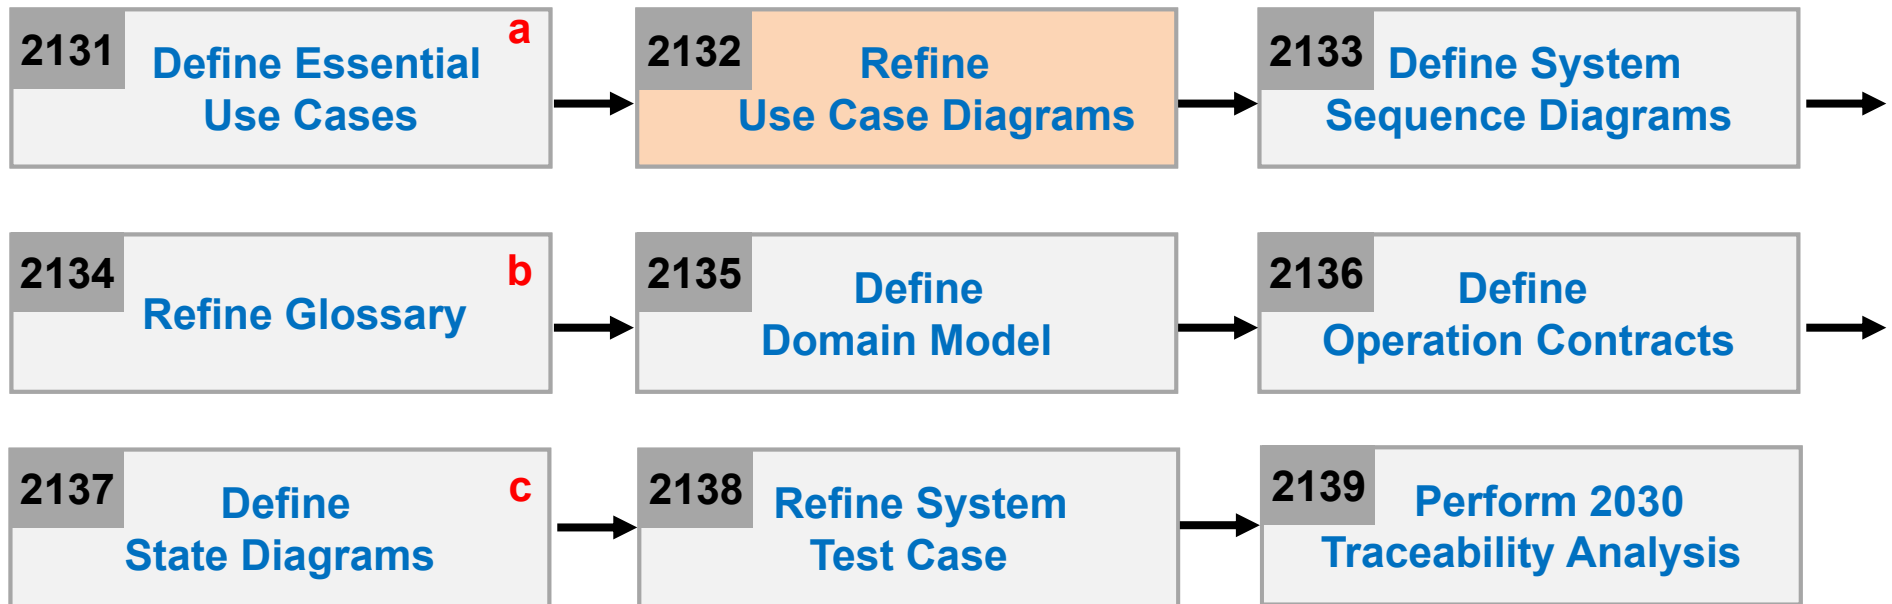 2131
a
Define Essential
Use Cases
2132
Refine
Use Case Diagrams
2133
Define System
Sequence Diagrams
2134
b
Refine Glossary
2135
Define
Domain Model
2136
Define
Operation Contracts
2137
c
Define
State Diagrams
2138
Refine System
Test Case
2139
Perform 2030
Traceability Analysis